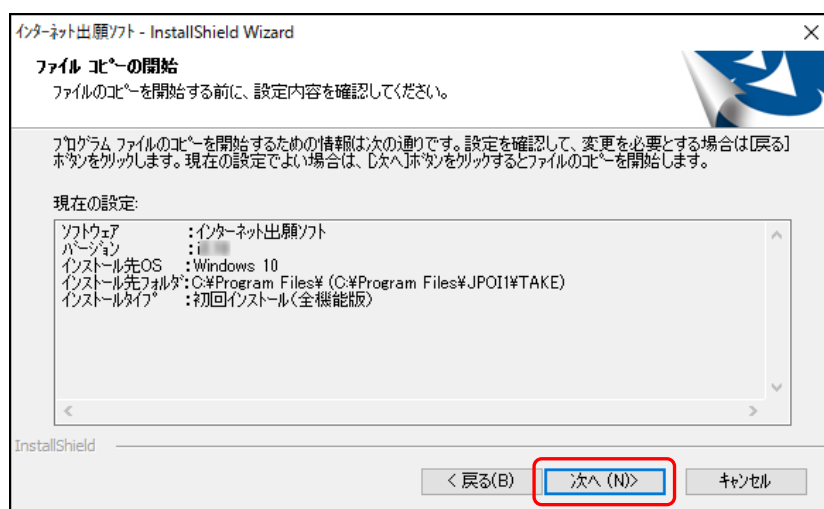 インターネット出願ソフト - InstallShield Wizard
ファイル コピーの開始
ファイルのコピーを開始する前に、設定内容を確認してください。
プログラム ファイルのコピーを開始するための情報は次の通りです。設定を確認して、変更を必要とする場合は[戻る]
ボタンをクリックします。現在の設定でよい場合は、[次へ]ボタンをクリックするとファイルのコピーを開始します。
現在の設定:
ソフトウェア :インターネット出願ソフト
バージョン :i
インストール先OS :Windows 10
インストール先フォルダ:C:¥Program Files¥ (C:¥Program Files¥JPOI1¥TAKE)
インストールタイプ :初回インストール(全機能版)
InstallShield
< 戻る(B)
次へ (N)>
キャンセル